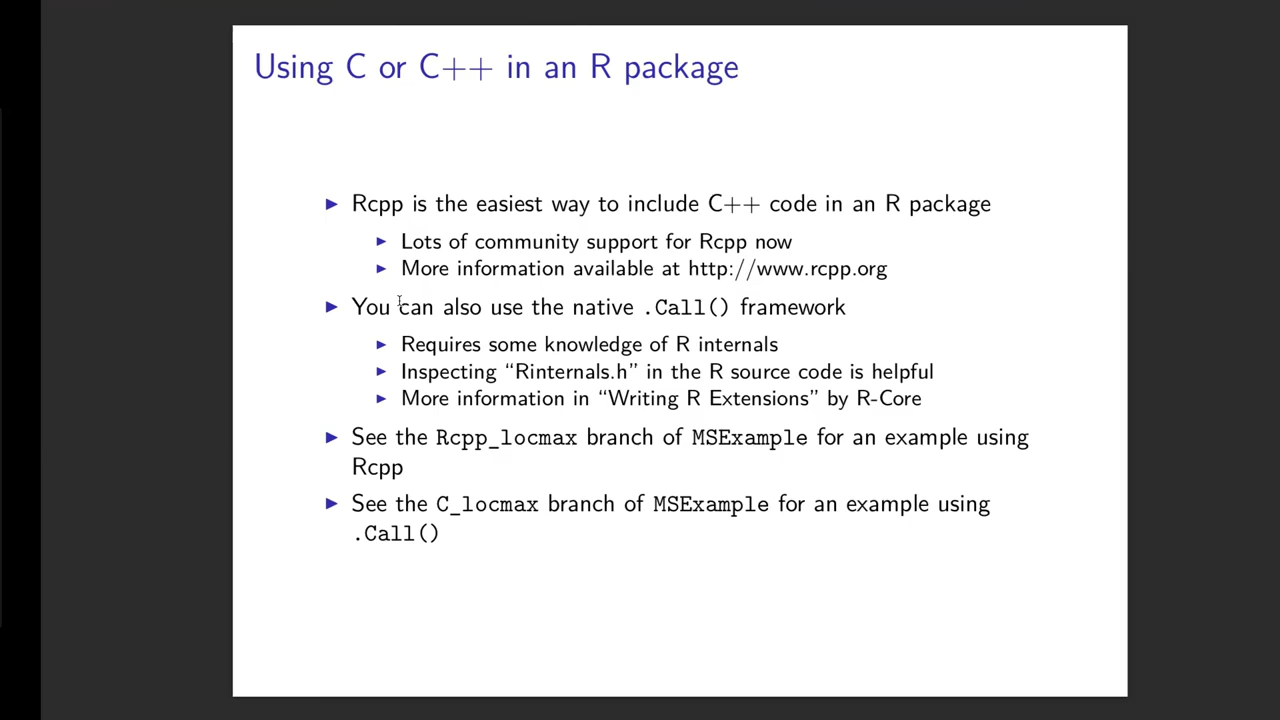 Using C or C++ in an R package
Rcpp is the easiest way to include C++ code in an R package
Lots of community support for Rcpp now
More information available at http://www.rcpp.org
You can also use the native .Call() framework
Requires some knowledge of R internals
Inspecting “Rinternals.h” in the R source code is helpful
More information in “Writing R Extensions” by R-Core
See the Rcpp_locmax branch of MSExample for an example using
Rcpp
See the C_locmax branch of MSExample for an example using
.Call()